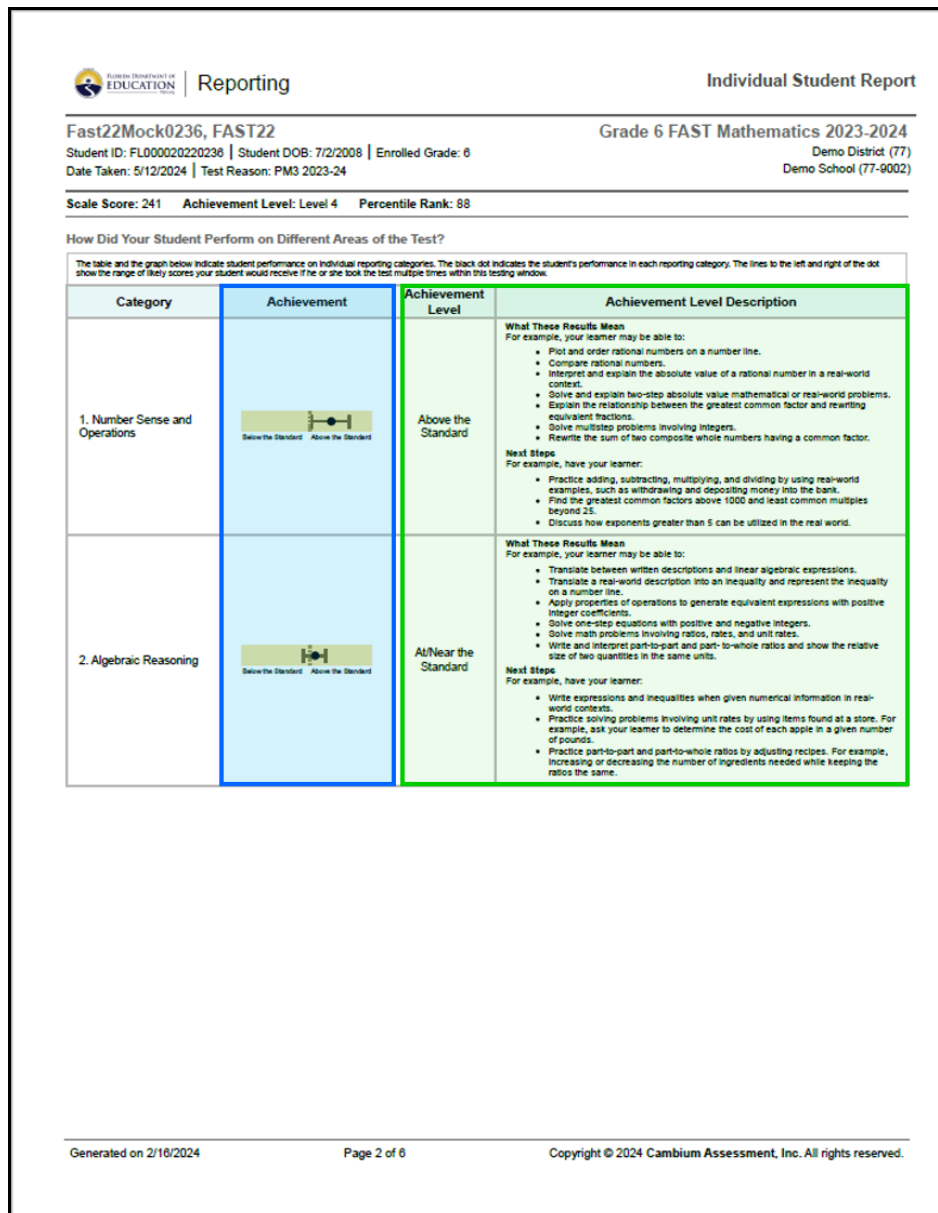 FLORIDA DEPARTMENT OF
EDUCATION
Reporting
Individual Student Report
Fast22Mock0236, FAST22
Grade 6 FAST Mathematics 2023-2024
Student ID: FL000020220236 | Student DOB: 7/2/2008 | Enrolled Grade: 6
Demo District (77)
Date Taken: 5/12/2024 | Test Reason: PM3 2023-24
Demo School (77-9002)
Scale Score: 241 Achievement Level: Level 4 Percentile Rank: 88
How Did Your Student Perform on Different Areas of the Test?
The table and the graph below indicate student performance on individual reporting categories. The black dot indicates the student's performance in each reporting category. The lines to the left and right of the dot
show the range of likely scores your student would receive if he or she took the test multiple times within this testing window.
Category
Achievement
Achievement
Level
Achievement Level Description
1. Number Sense and
Operations
Below the Standard Above the Standard
Above the
Standard
What These Results Mean
For example, your learner may be able to:
• Plot and order rational numbers on a number line.
• Compare rational numbers.
• Interpret and explain the absolute value of a rational number in a real-world
context.
• Solve and explain two-step absolute value mathematical or real-world problems.
• Explain the relationship between the greatest common factor and rewriting
equivalent fractions.
• Solve multistep problems involving integers.
• Rewrite the sum of two composite whole numbers having a common factor.
Next Steps
For example, have your learner:
• Practice adding, subtracting, multiplying, and dividing by using real-world
examples, such as withdrawing and depositing money into the bank.
• Find the greatest common factors above 1000 and least common multiples
beyond 25.
• Discuss how exponents greater than 5 can be utilized in the real world.
2. Algebraic Reasoning
Below the Standard Above the Standard
At/Near the
Standard
What These Results Mean
For example, your learner may be able to:
• Translate between written descriptions and linear algebraic expressions.
• Translate a real-world description into an inequality and represent the inequality
on a number line.
• Apply properties of operations to generate equivalent expressions with positive
integer coefficients.
• Solve one-step equations with positive and negative integers.
• Solve math problems involving ratios, rates, and unit rates.
• Write and interpret part-to-part and part- to-whole ratios and show the relative
size of two quantities in the same units.
Next Steps
For example, have your learner:
• Write expressions and inequalities when given numerical information in real-
world contexts.
• Practice solving problems involving unit rates by using items found at a store. For
example, ask your learner to determine the cost of each apple in a given number
of pounds.
• Practice part-to-part and part-to-whole ratios by adjusting recipes. For example,
increasing or decreasing the number of ingredients needed while keeping the
ratios the same.
Generated on 2/16/2024
Page 2 of 6
Copyright © 2024 Cambium Assessment, Inc. All rights reserved.